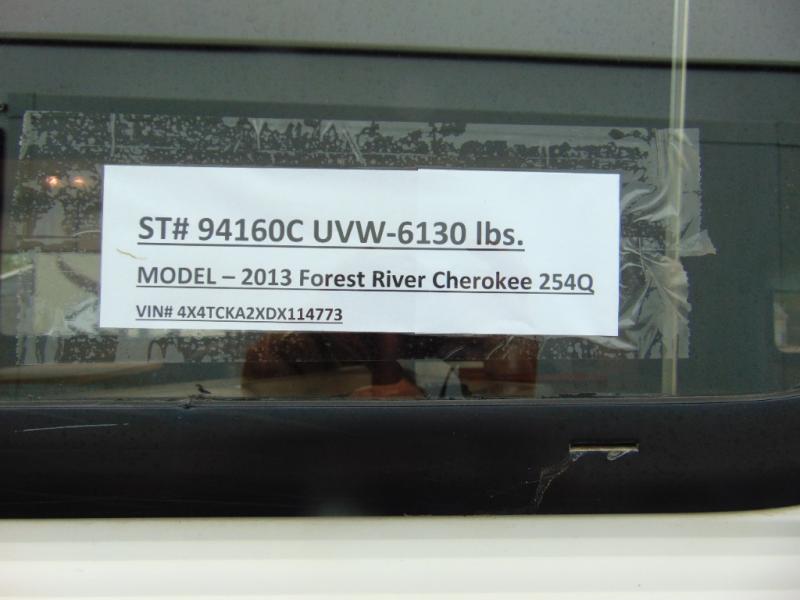 ST# 94160C UVW-6130 lbs.
MODEL – 2013 Forest River Cherokee 254Q
VIN# 4X4TCKA2XDX114773